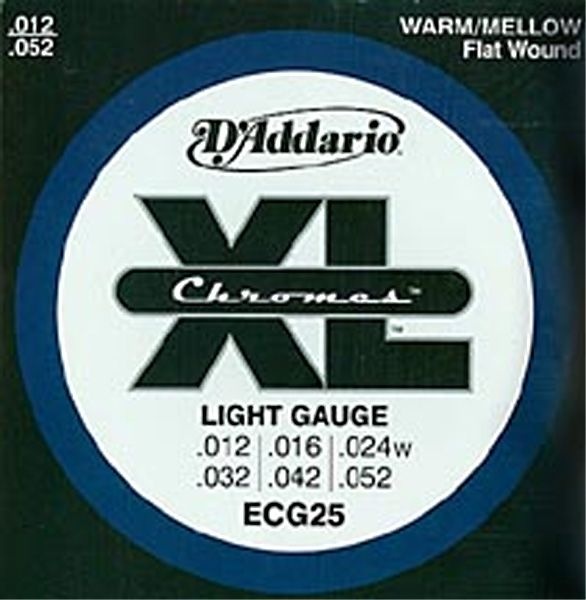 .012
.052
WARM/MELLOW
Flat Wound
D'Addario
XL
Chromes™
™
LIGHT GAUGE
.012 .016 .024w
.032 .042 .052
ECG25